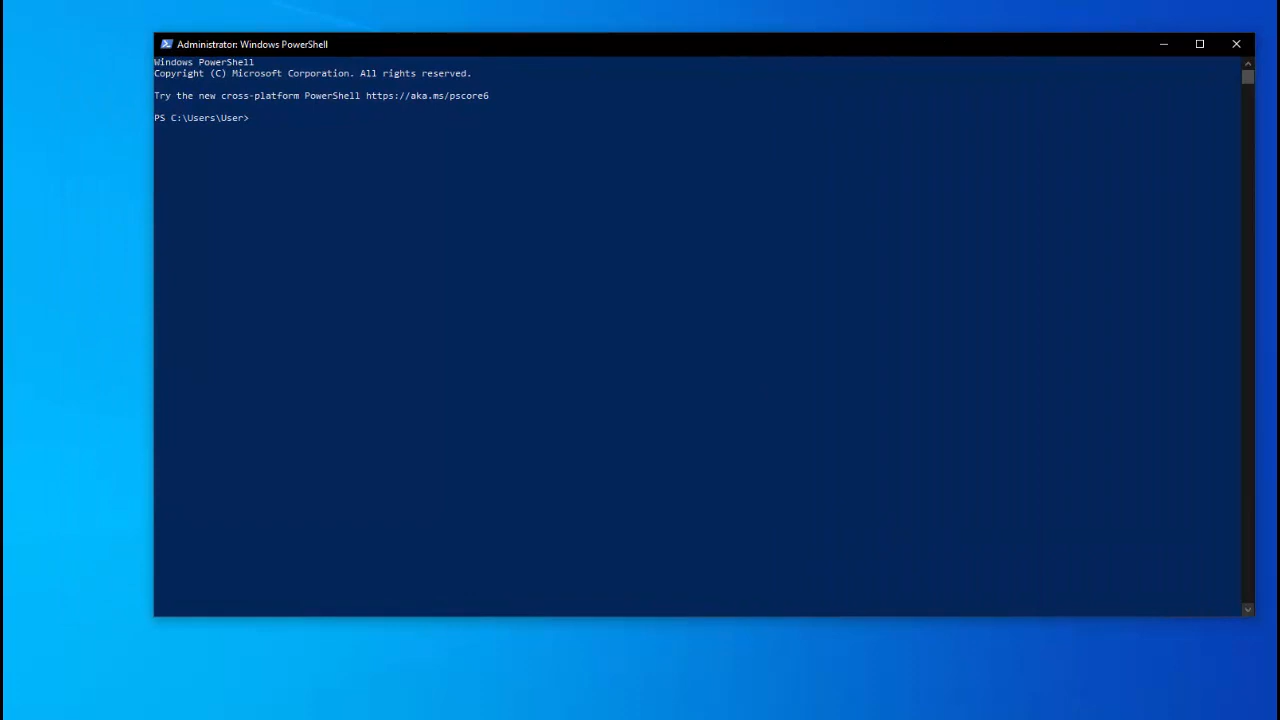 Administrator: Windows PowerShell
Windows PowerShell
Copyright (C) Microsoft Corporation. All rights reserved.
Try the new cross-platform PowerShell https://aka.ms/pscore6
PS C:\Users\User>